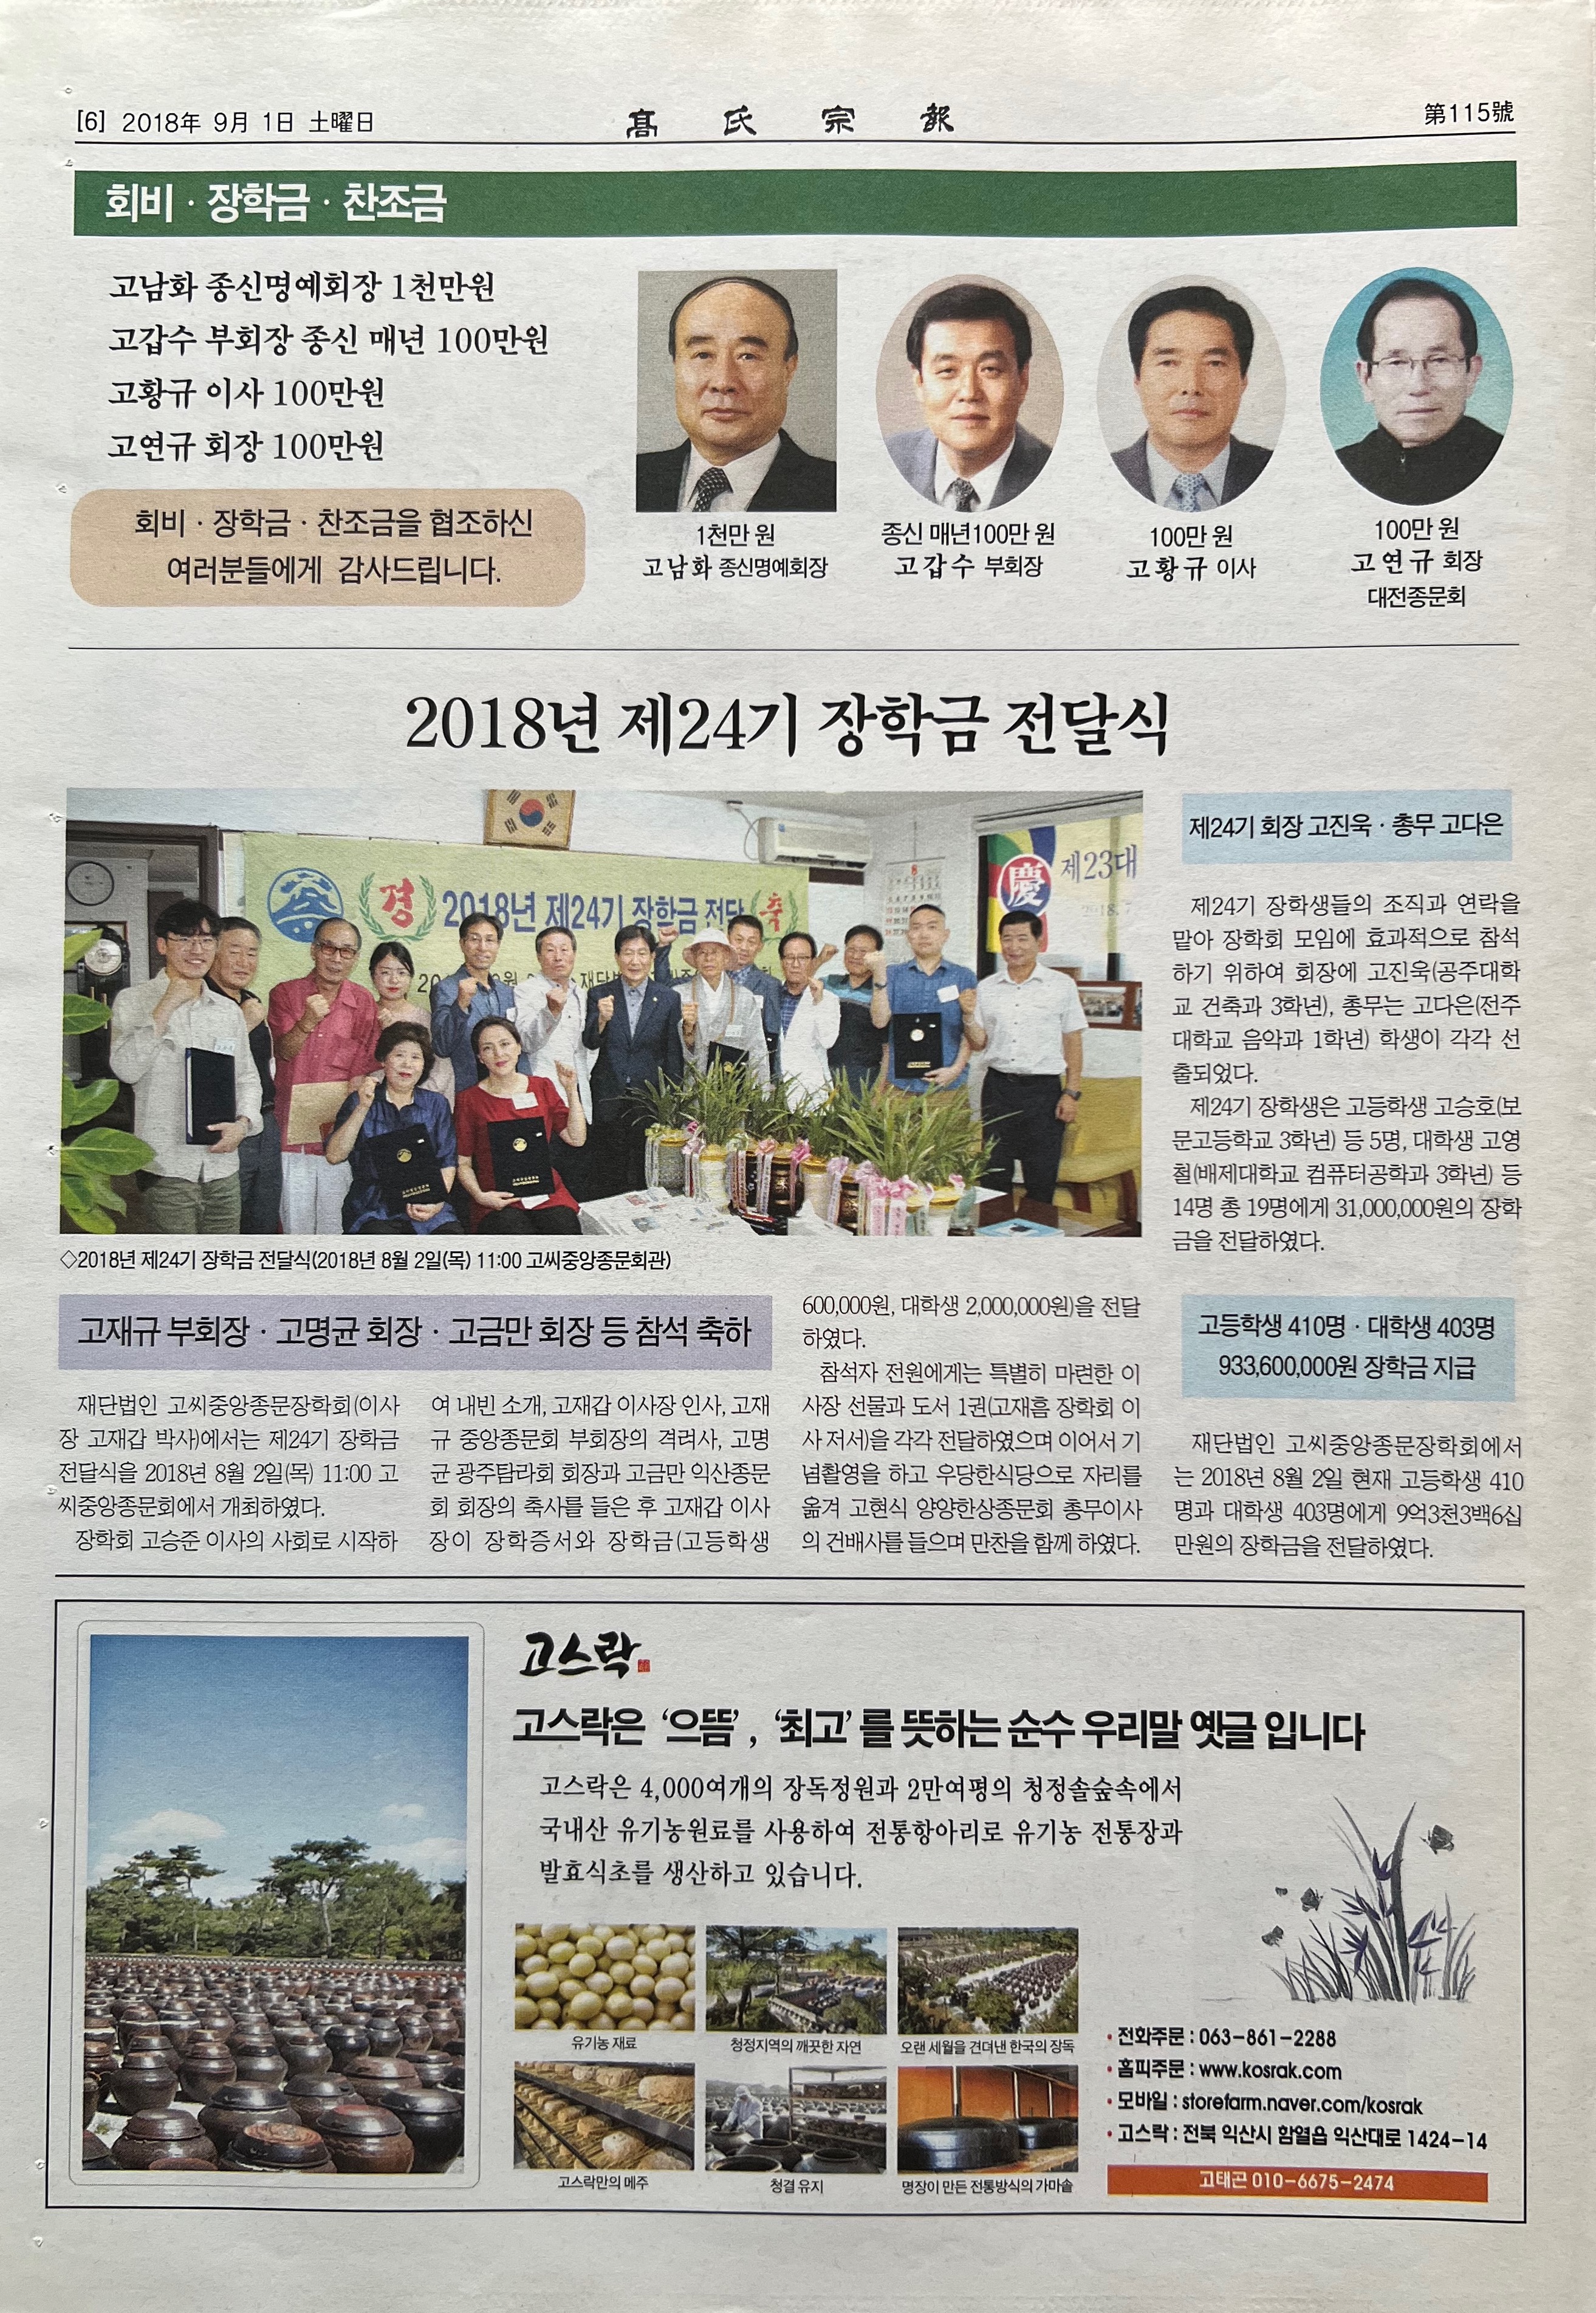 [6] 2018年 9月 1日 土曜日
高氏宗報
第115號
회비 · 장학금 · 찬조금
고남화 종신명예회장 1천만원
고갑수 부회장 종신 매년 100만원
고황규 이사 100만원
고연규 회장 100만원
회비 · 장학금 · 찬조금을 협조하신
여러분들에게 감사드립니다.
1천만 원
고남화 종신명예회장
종신 매년100만 원
고갑수 부회장
100만 원
고황규 이사
100만 원
고연규 회장
대전종문회
2018년 제24기 장학금 전달식
경
2018년 제24기 장학금 전달
축
慶
제23대
◇2018년 제24기 장학금 전달식(2018년 8월 2일(목) 11:00 고씨중앙종문회관)
고재규 부회장 · 고명균 회장 · 고금만 회장 등 참석 축하
재단법인 고씨중앙종문장학회(이사
장 고재갑 박사)에서는 제24기 장학금
전달식을 2018년 8월 2일(목) 11:00 고
씨중앙종문회에서 개최하였다.
장학회 고승준 이사의 사회로 시작하
여 내빈 소개, 고재갑 이사장 인사, 고재
규 중앙종문회 부회장의 격려사, 고명
균 광주탐라회 회장과 고금만 익산종문
회 회장의 축사를 들은 후 고재갑 이사
장이 장학증서와 장학금(고등학생
600,000원, 대학생 2,000,000원)을 전달
하였다.
참석자 전원에게는 특별히 마련한 이
사장 선물과 도서 1권(고재흠 장학회 이
사 저서)을 각각 전달하였으며 이어서 기
념촬영을 하고 우당한식당으로 자리를
옮겨 고현식 양양한상종문회 총무이사
의 건배사를 들으며 만찬을 함께 하였다.
제24기 회장 고진욱 · 총무 고다은
제24기 장학생들의 조직과 연락을
맡아 장학회 모임에 효과적으로 참석
하기 위하여 회장에 고진욱(공주대학
교 건축과 3학년), 총무는 고다은(전주
대학교 음악과 1학년) 학생이 각각 선
출되었다.
제24기 장학생은 고등학생 고승호(보
문고등학교 3학년) 등 5명, 대학생 고영
철(배제대학교 컴퓨터공학과 3학년) 등
14명 총 19명에게 31,000,000원의 장학
금을 전달하였다.
고등학생 410명 · 대학생 403명
933,600,000원 장학금 지급
재단법인 고씨중앙종문장학회에서
는 2018년 8월 2일 현재 고등학생 410
명과 대학생 403명에게 9억3천3백6십
만원의 장학금을 전달하였다.
고스락
고스락은 ‘으뜸’, ‘최고’를 뜻하는 순수 우리말 옛글 입니다
고스락은 4,000여개의 장독정원과 2만여평의 청정솔숲속에서
국내산 유기농원료를 사용하여 전통항아리로 유기농 전통장과
발효식초를 생산하고 있습니다.
유기농 재료
청정지역의 깨끗한 자연
오랜 세월을 견뎌낸 한국의 장독
고스락만의 메주
청결 유지
명장이 만든 전통방식의 가마솥
· 전화주문 : 063-861-2288
· 홈피주문 : www.kosrak.com
· 모바일 : storefarm.naver.com/kosrak
· 고스락 : 전북 익산시 함열읍 익산대로 1424-14
고태곤 010-6675-2474